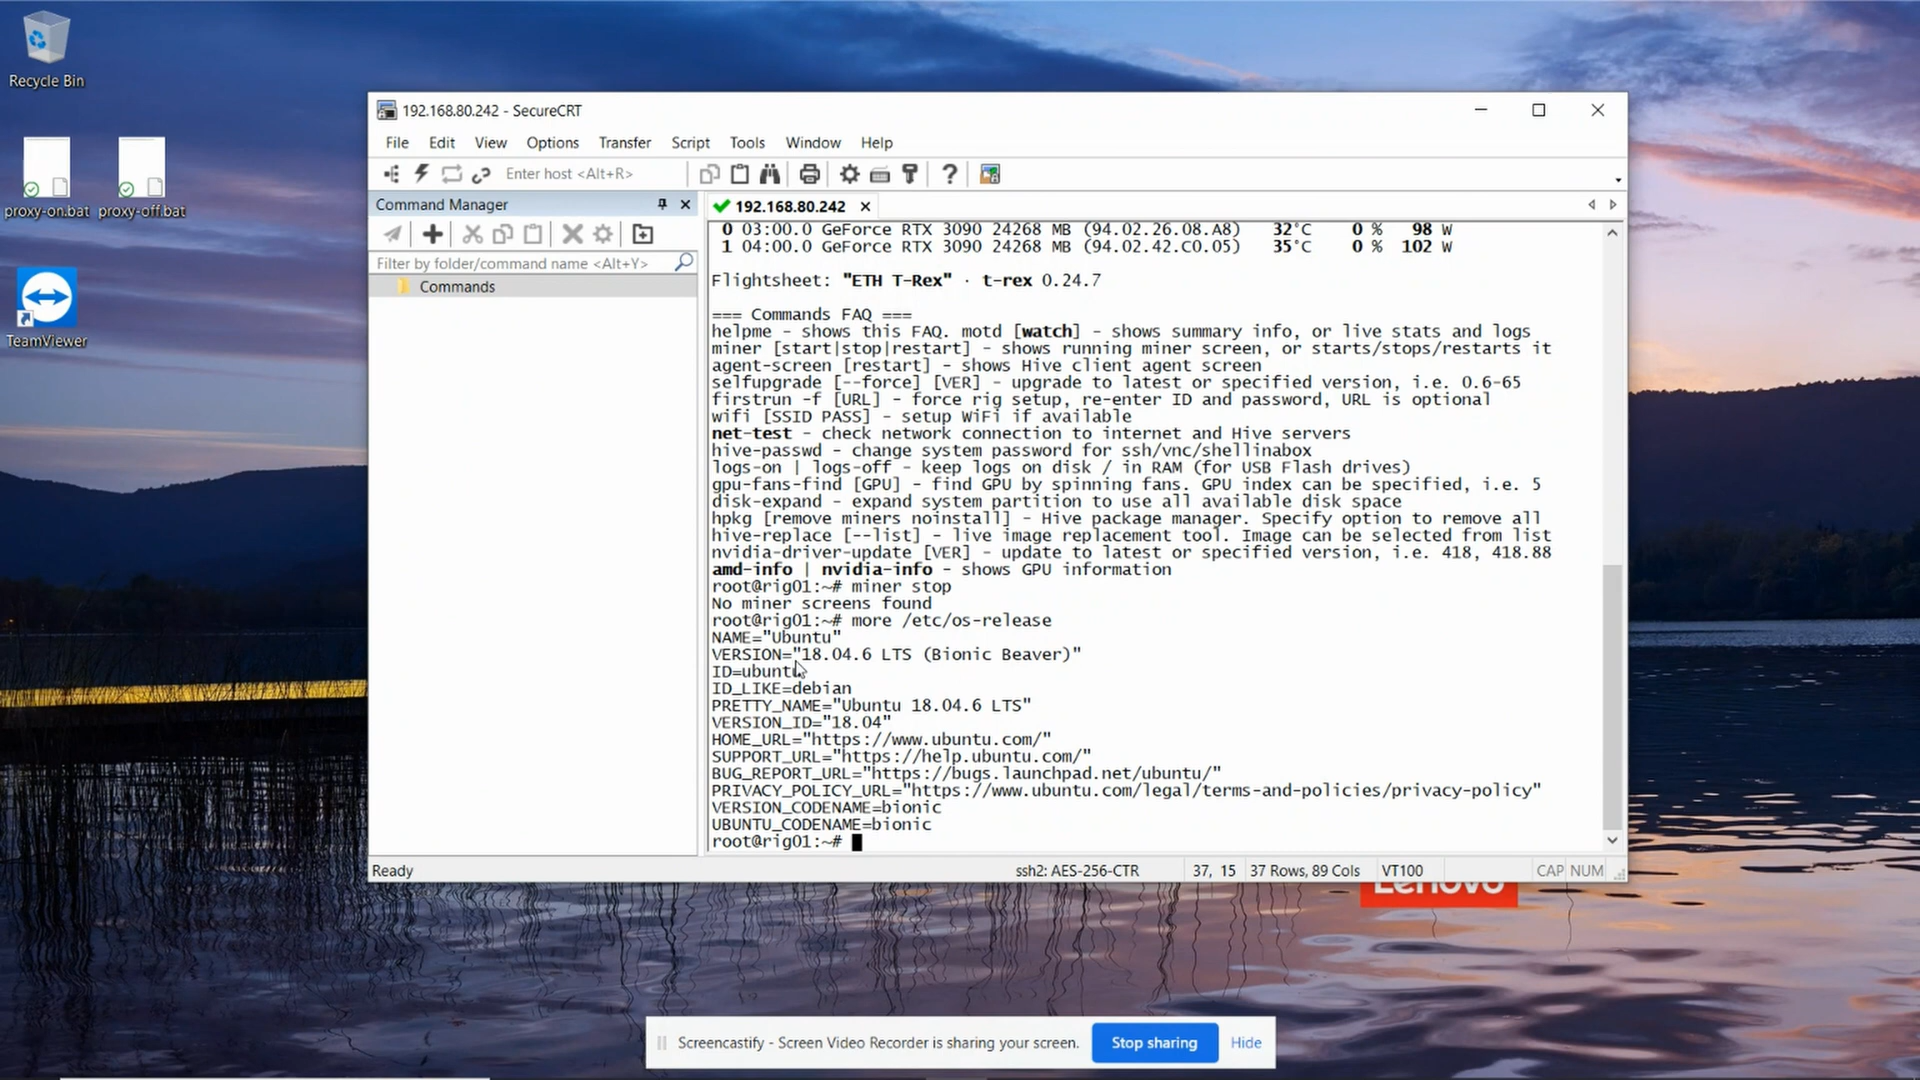 Recycle Bin
proxy-on.bat
proxy-off.bat
TeamViewer
192.168.80.242 - SecureCRT
File Edit View Options Transfer Script Tools Window Help
Enter host <Alt+R>
Command Manager
Filter by folder/command name <Alt+Y>
Commands
192.168.80.242
0 03:00.0 GeForce RTX 3090 24268 MB (94.02.26.08.A8) 32°C 0 % 98 W
1 04:00.0 GeForce RTX 3090 24268 MB (94.02.42.C0.05) 35°C 0 % 102 W
Flightsheet: "ETH T-Rex" · t-rex 0.24.7
=== Commands FAQ ===
helpme - shows this FAQ. motd [watch] - shows summary info, or live stats and logs
miner [start|stop|restart] - shows running miner screen, or starts/stops/restarts it
agent-screen [restart] - shows Hive client agent screen
selfupgrade [--force] [VER] - upgrade to latest or specified version, i.e. 0.6-65
firstrun -f [URL] - force rig setup, re-enter ID and password, URL is optional
wifi [SSID PASS] - setup WiFi if available
net-test - check network connection to internet and Hive servers
hive-passwd - change system password for ssh/vnc/shellinabox
logs-on | logs-off - keep logs on disk / in RAM (for USB Flash drives)
gpu-fans-find [GPU] - find GPU by spinning fans. GPU index can be specified, i.e. 5
disk-expand - expand system partition to use all available disk space
hpkg [remove miners noinstall] - Hive package manager. Specify option to remove all
hive-replace [--list] - live image replacement tool. Image can be selected from list
nvidia-driver-update [VER] - update to latest or specified version, i.e. 418, 418.88
amd-info | nvidia-info - shows GPU information
root@rig01:~# miner stop
No miner screens found
root@rig01:~# more /etc/os-release
NAME="Ubuntu"
VERSION="18.04.6 LTS (Bionic Beaver)"
ID=ubuntu
ID_LIKE=debian
PRETTY_NAME="Ubuntu 18.04.6 LTS"
VERSION_ID="18.04"
HOME_URL="https://www.ubuntu.com/"
SUPPORT_URL="https://help.ubuntu.com/"
BUG_REPORT_URL="https://bugs.launchpad.net/ubuntu/"
PRIVACY_POLICY_URL="https://www.ubuntu.com/legal/terms-and-policies/privacy-policy"
VERSION_CODENAME=bionic
UBUNTU_CODENAME=bionic
root@rig01:~#
Ready
ssh2: AES-256-CTR 37, 15 37 Rows, 89 Cols VT100 CAP NUM
Lenovo
Screencastify - Screen Video Recorder is sharing your screen. Stop sharing Hide